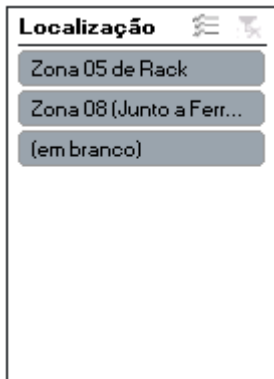 Localização
Zona 05 de Rack
Zona 08 (Junto a Ferr...
(em branco)